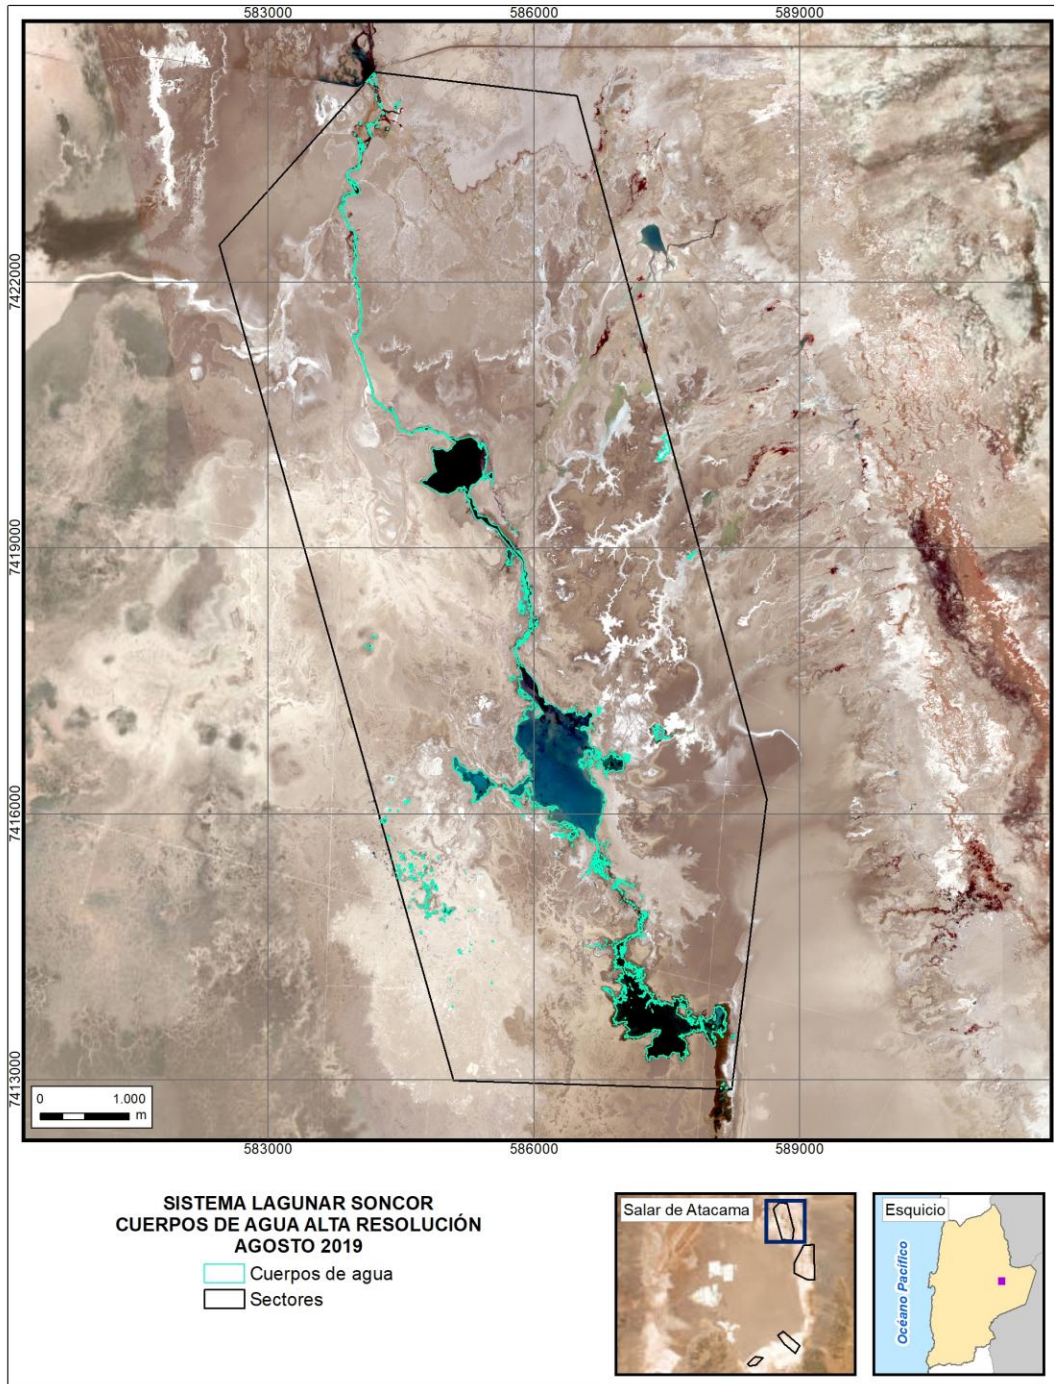 583000
586000
589000
7422000
7419000
7416000
7413000
0 1.000
m
583000
586000
589000
SISTEMA LAGUNAR SONCOR
CUERPOS DE AGUA ALTA RESOLUCIÓN
AGOSTO 2019
Cuerpos de agua
Sectores
Salar de Atacama
Esquicio
Océano Pacífico